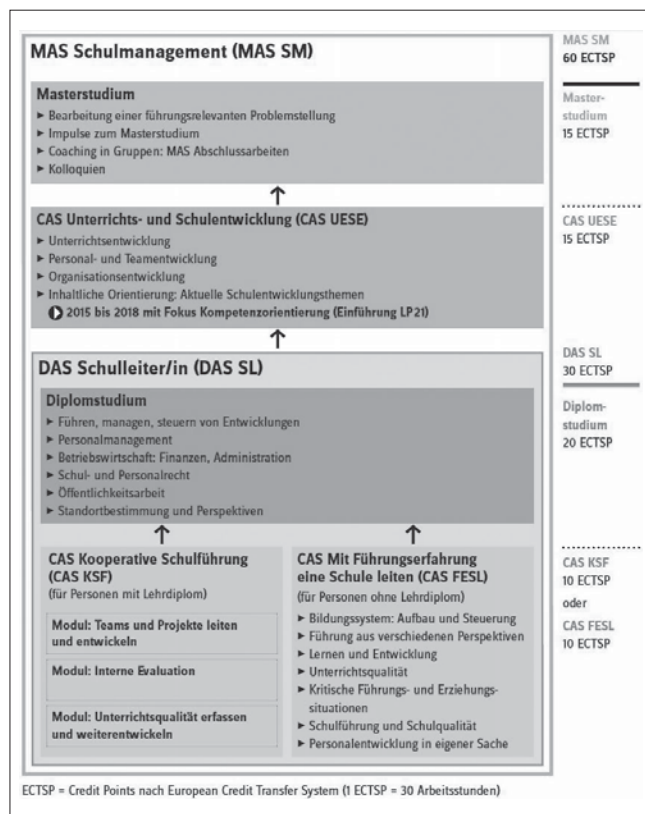 MAS Schulmanagement (MAS SM)
Masterstudium
▸ Bearbeitung einer führungsrelevanten Problemstellung
▸ Impulse zum Masterstudium
▸ Coaching in Gruppen: MAS Abschlussarbeiten
▸ Kolloquien
↑
CAS Unterrichts- und Schulentwicklung (CAS UESE)
▸ Unterrichtsentwicklung
▸ Personal- und Teamentwicklung
▸ Organisationsentwicklung
▸ Inhaltliche Orientierung: Aktuelle Schulentwicklungsthemen
2015 bis 2018 mit Fokus Kompetenzorientierung (Einführung LP21)
↑
DAS Schulleiter/in (DAS SL)
Diplomstudium
▸ Führen, managen, steuern von Entwicklungen
▸ Personalmanagement
▸ Betriebswirtschaft: Finanzen, Administration
▸ Schul- und Personalrecht
▸ Öffentlichkeitsarbeit
▸ Standortbestimmung und Perspektiven
↑ ↑
CAS Kooperative Schulführung
(CAS KSF)
(für Personen mit Lehrdiplom)
Modul: Teams und Projekte leiten
und entwickeln
Modul: Interne Evaluation
Modul: Unterrichtsqualität erfassen
und weiterentwickeln
CAS Mit Führungserfahrung
eine Schule leiten (CAS FESL)
(für Personen ohne Lehrdiplom)
▸ Bildungssystem: Aufbau und Steuerung
▸ Führung aus verschiedenen Perspektiven
▸ Lernen und Entwicklung
▸ Unterrichtsqualität
▸ Kritische Führungs- und Erziehungs-
situationen
▸ Schulführung und Schulqualität
▸ Personalentwicklung in eigener Sache
MAS SM
60 ECTSP
Master-
studium
15 ECTSP
CAS UESE
15 ECTSP
DAS SL
30 ECTSP
Diplom-
studium
20 ECTSP
CAS KSF
10 ECTSP
oder
CAS FESL
10 ECTSP
ECTSP = Credit Points nach European Credit Transfer System (1 ECTSP = 30 Arbeitsstunden)